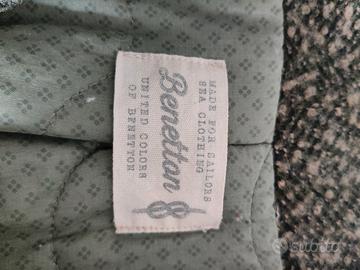 MADE FOR SAILORS
SEA CLOTHING
Benetton
UNITED COLORS
OF BENETTON
subito